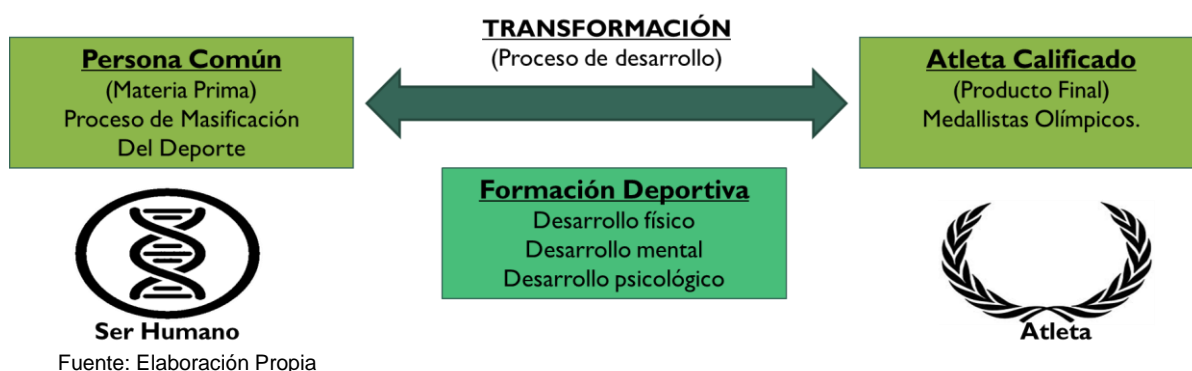 TRANSFORMACIÓN
(Proceso de desarrollo)
Persona Común
(Materia Prima)
Proceso de Masificación
Del Deporte
Atleta Calificado
(Producto Final)
Medallistas Olímpicos.
Formación Deportiva
Desarrollo físico
Desarrollo mental
Desarrollo psicológico
Ser Humano
Atleta
Fuente: Elaboración Propia